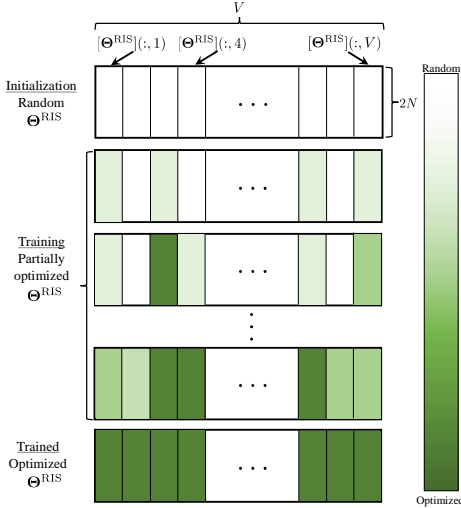 V
[Θ^RIS](:, 1) [Θ^RIS](:, 4) [Θ^RIS](:, V)
Initialization
Random
Θ^RIS
· · ·
2N
Random
· · ·
Training
Partially
optimized
Θ^RIS
· · ·
· · ·
Trained
Optimized
Θ^RIS
· · ·
Optimized